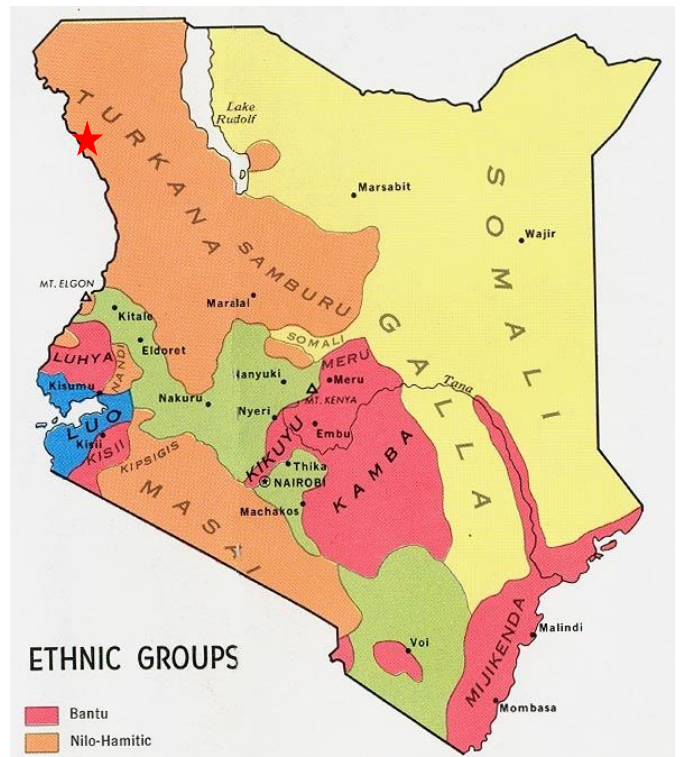 Lake
Rudolf
TURKANA
SAMBURU
SOMALI
Marsabit
Wajir
MT. ELGON
Maralal
Kitale
Eldoret
GALLA
SOMALI
LUHYA
NANDI
MERU
Kisumu
Nakuru
Nanyuki
Meru
MT. KENYA
Tana
LUO
Nyeri
Embu
Kisii
KISII
KIPSIGIS
KIKUYU
KAMBA
Thika
NAIROBI
MASAI
Machakos
Voi
MIJIKENDA
Malindi
Mombasa
ETHNIC GROUPS
Bantu
Nilo-Hamitic